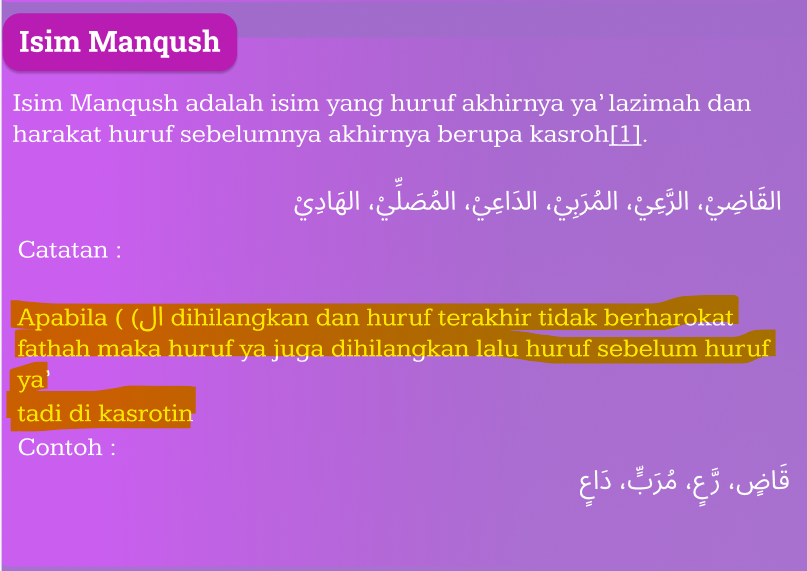 Isim Manqush
Isim Manqush adalah isim yang huruf akhirnya ya’ lazimah dan
harakat huruf sebelumnya akhirnya berupa kasroh[1].
القَاضِيْ، الرَّعِيْ، المُرَبِيْ، الدَاعِيْ، المُصَلِّيْ، الهَادِيْ
Catatan :
Apabila ( (ال dihilangkan dan huruf terakhir tidak berharokat
fathah maka huruf ya juga dihilangkan lalu huruf sebelum huruf
ya’
tadi di kasrotin
Contoh :
قَاضٍ، رَّعٍ، مُرَبٍّ، دَاعٍ